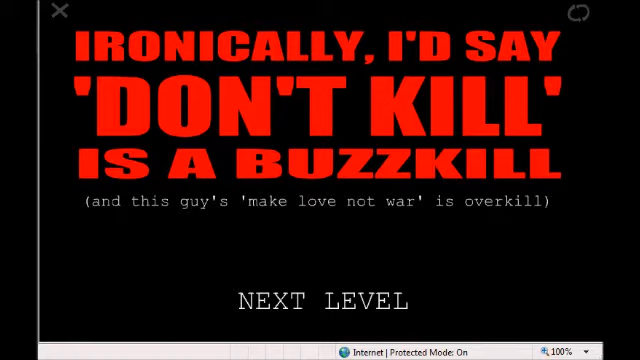 IRONICALLY, I'D SAY
'DON'T KILL'
IS A BUZZKILL
(and this guy's 'make love not war' is overkill)
NEXT LEVEL
Internet | Protected Mode: On
100%